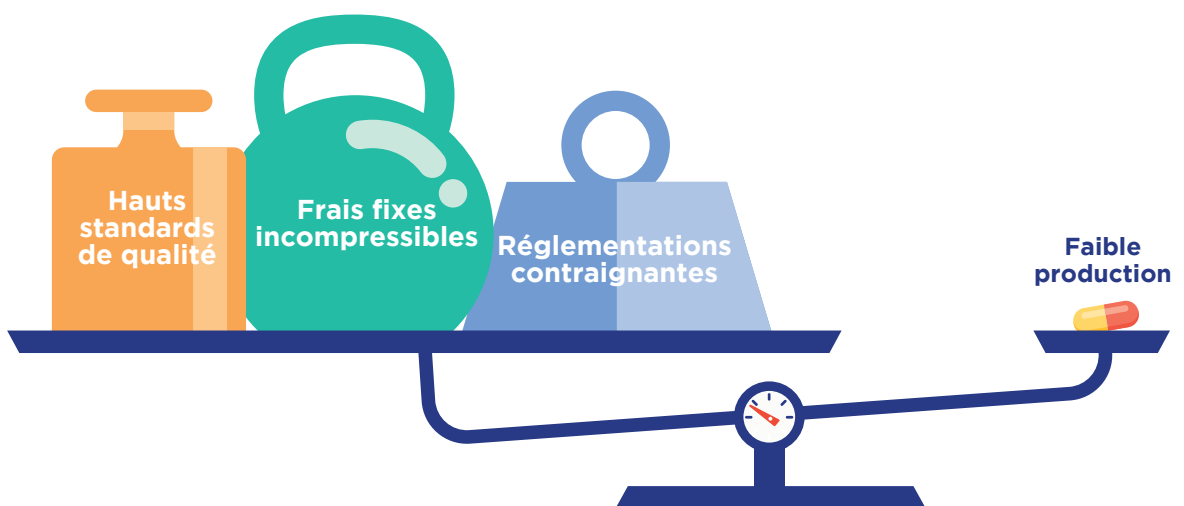 Hauts
standards
de qualité
Frais fixes
incompressibles
Réglementations
contraignantes
Faible
production